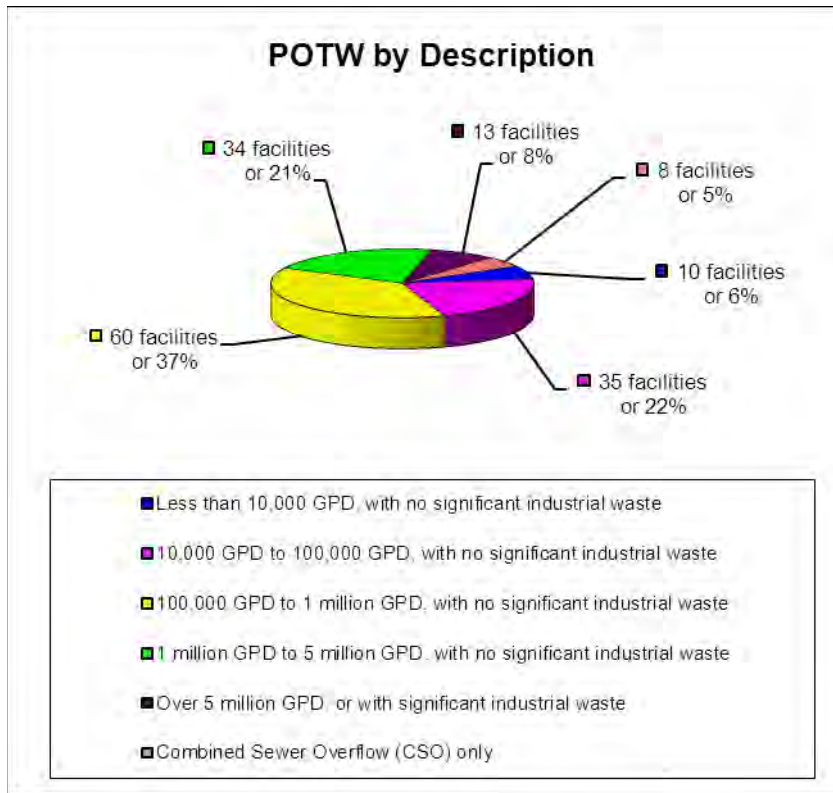 POTW by Description
34 facilities
or 21%
13 facilities
or 8%
8 facilities
or 5%
10 facilities
or 6%
60 facilities
or 37%
35 facilities
or 22%
Less than 10,000 GPD, with no significant industrial waste
10,000 GPD to 100,000 GPD, with no significant industrial waste
100,000 GPD to 1 million GPD, with no significant industrial waste
1 million GPD to 5 million GPD, with no significant industrial waste
Over 5 million GPD, or with significant industrial waste
Combined Sewer Overflow (CSO) only